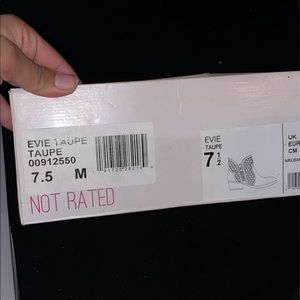 EVIE TAUPE
TAUPE
00912550
7.5 M
NOT RATED
EVIE
TAUPE
7 1/2
UK
EUR
CM